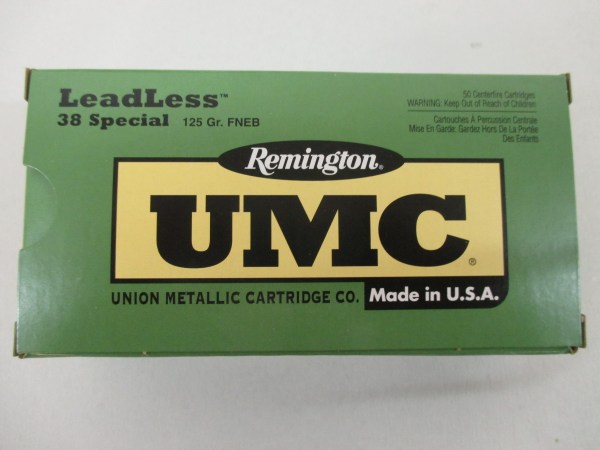 LeadLess™
38 Special 125 Gr. FNEB
50 Centerfire Cartridges
WARNING: Keep Out of Reach of Children
Cartouches À Percussion Centrale
Mise En Garde: Gardez Hors De La Portée
Des Enfants
Remington®
UMC®
UNION METALLIC CARTRIDGE CO. Made in U.S.A.